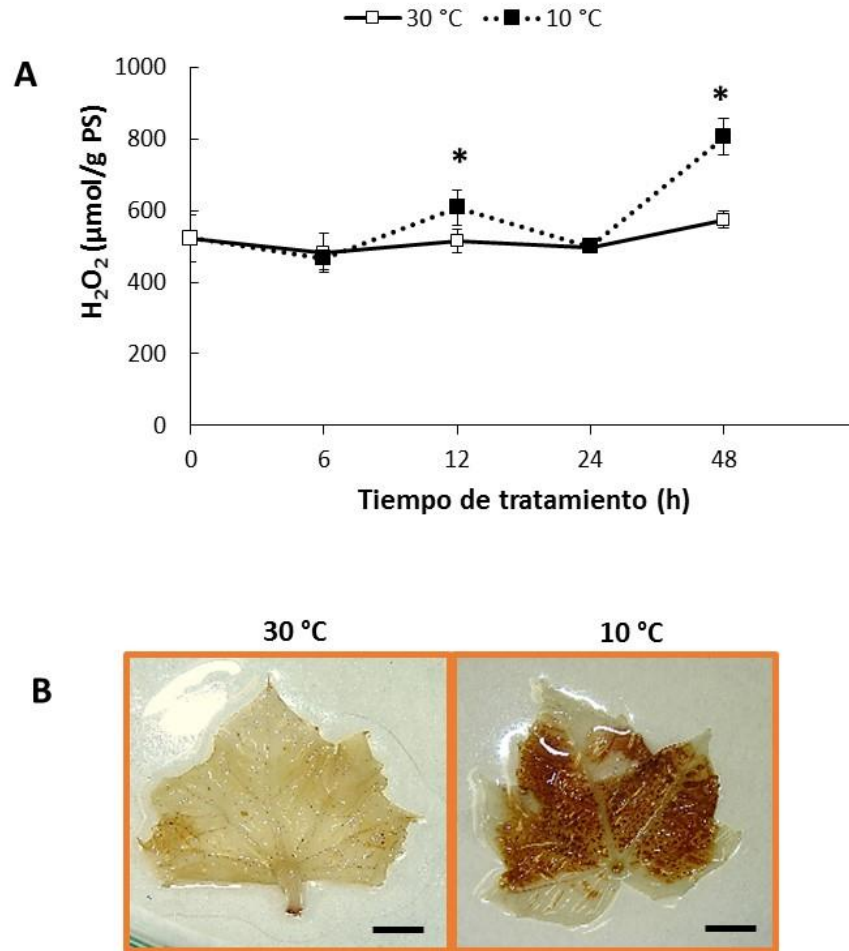 30 °C 10 °C
A
H₂O₂ (µmol/g PS)
1000
800
600
400
200
0
*
*
0 6 12 24 48
Tiempo de tratamiento (h)
30 °C 10 °C
B